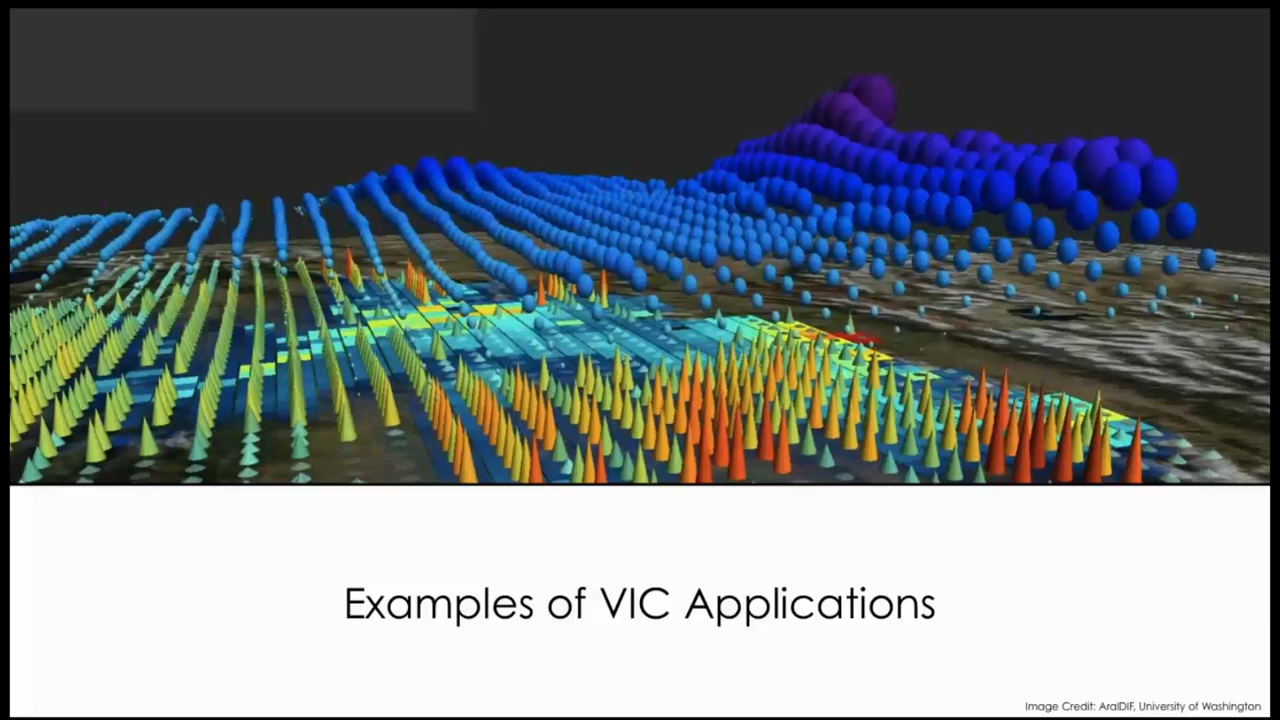 Examples of VIC Applications
Image Credit: AralDIF, University of Washington